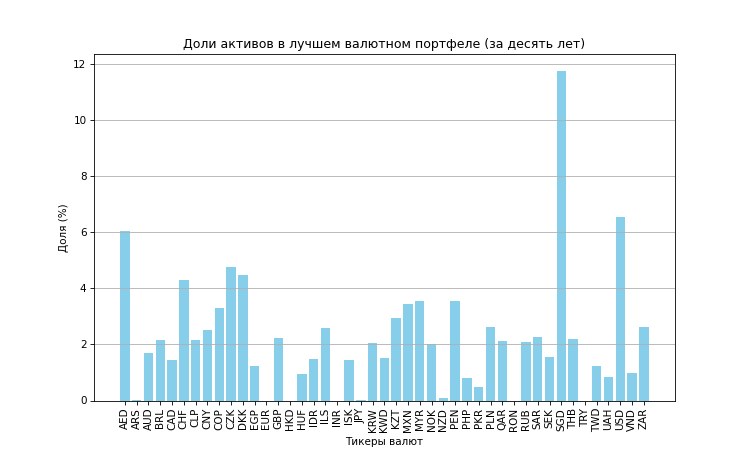 Доли активов в лучшем валютном портфеле (за десять лет)
Доля (%)
12
10
8
6
4
2
0
AED ARS AUD BRL CAD CHF CLP CNY COP CZK DKK EGP EUR GBP HKD HUF IDR ILS INR ISK JPY KRW KWD KZT MXN MYR NOK NZD PEN PHP PKR PLN QAR RON RUB SAR SEK SGD THB TRY TWD UAH USD VND ZAR
Тикеры валют